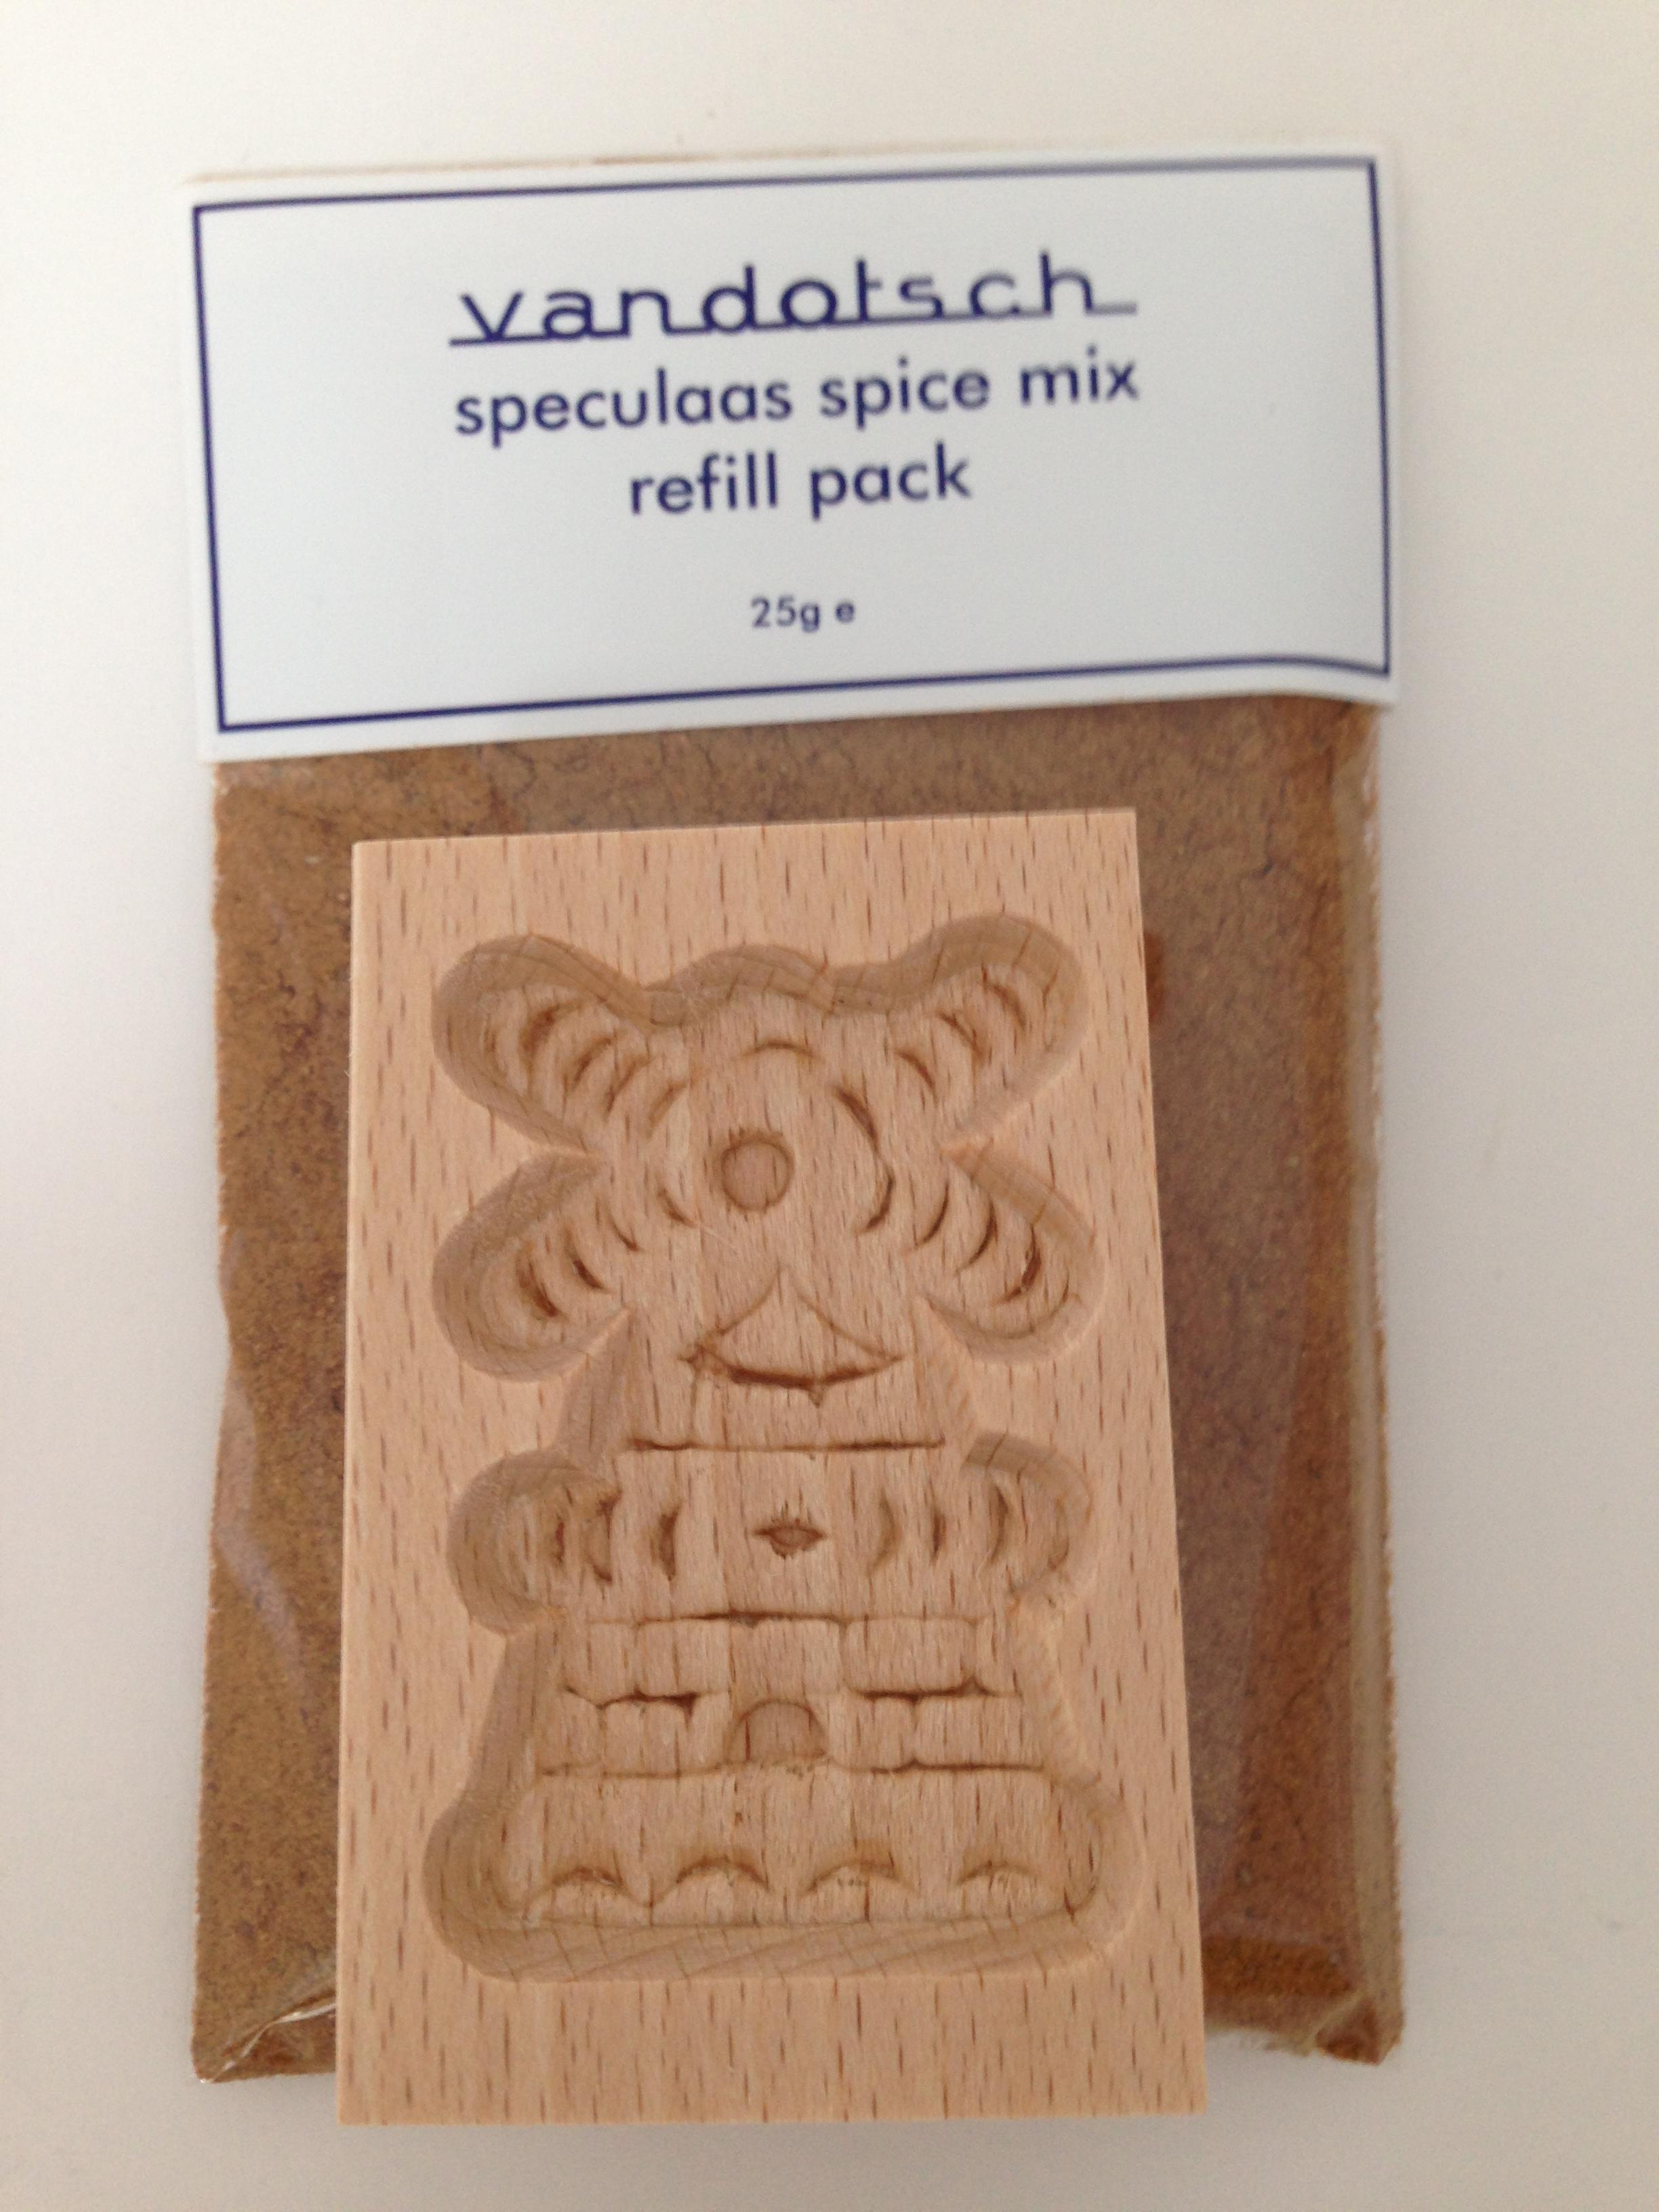 vandotsch
speculaas spice mix
refill pack
25g e